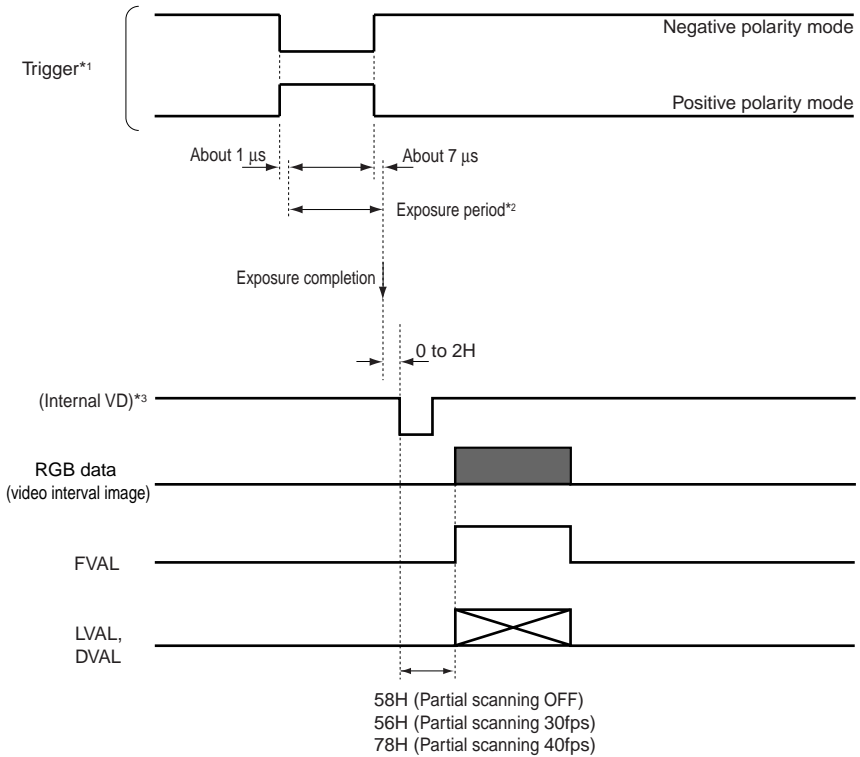 Negative polarity mode
Trigger*1
Positive polarity mode
About 1 μs
About 7 μs
Exposure period*2
Exposure completion
0 to 2H
(Internal VD)*3
RGB data
(video interval image)
FVAL
LVAL,
DVAL
58H (Partial scanning OFF)
56H (Partial scanning 30fps)
78H (Partial scanning 40fps)